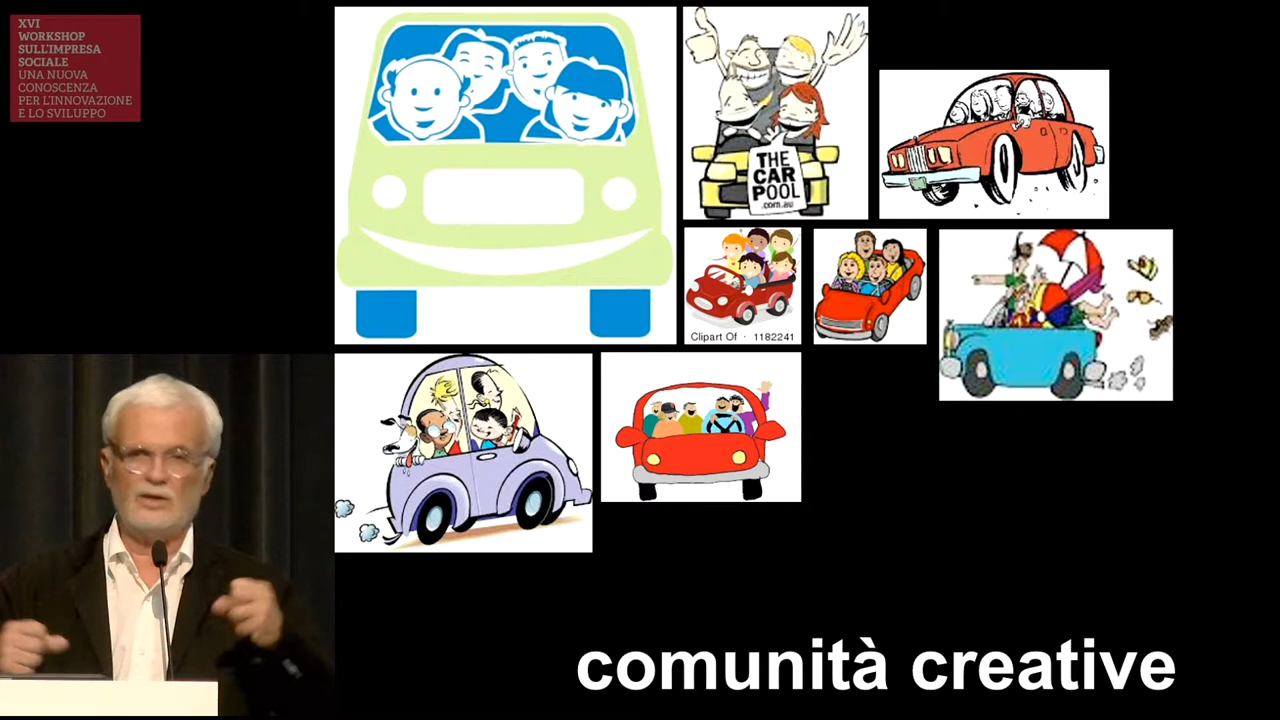 XVI
WORKSHOP
SULL'IMPRESA
SOCIALE
UNA NUOVA
CONOSCENZA
PER L'INNOVAZIONE
E LO SVILUPPO
THE
CAR
POOL
.com.au
Clipart Of · 1182241
comunità creative